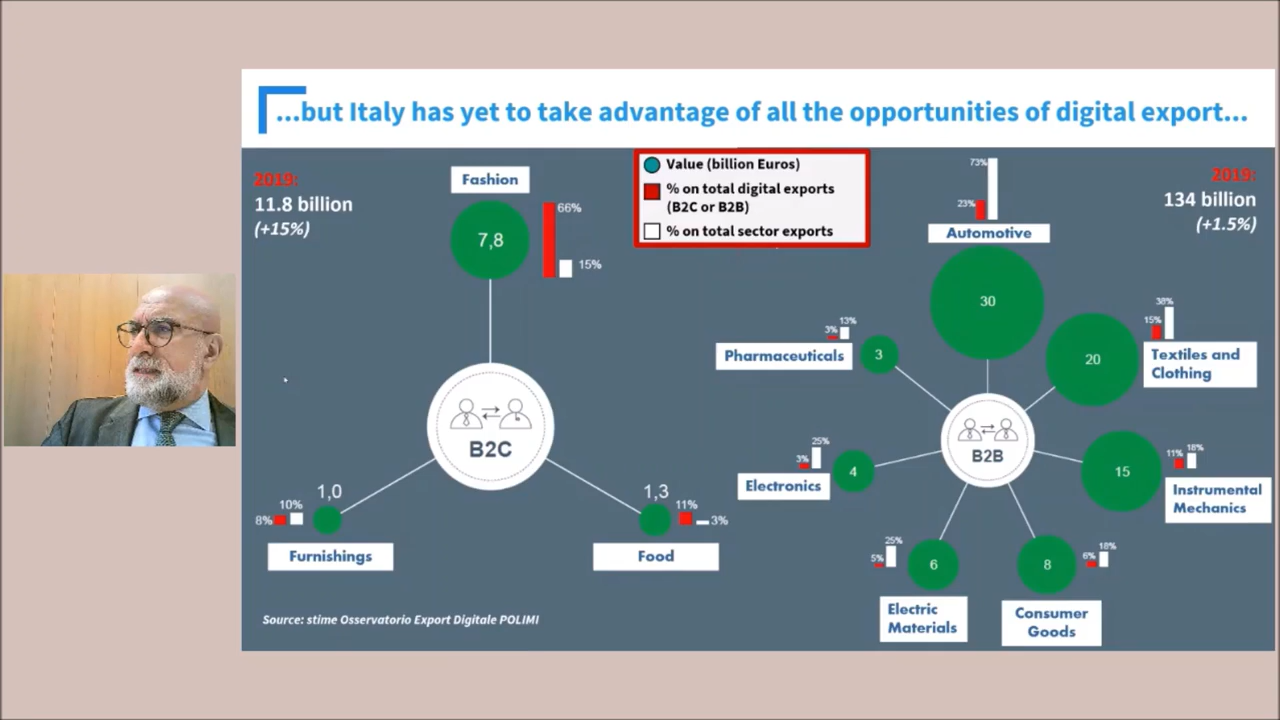 ...but Italy has yet to take advantage of all the opportunities of digital export...
2019:
11.8 billion
(+15%)
Fashion
7,8
66%
15%
B2C
1,0
8%
10%
Furnishings
1,3
11%
3%
Food
Source: stime Osservatorio Export Digitale POLIMI
Value (billion Euros)
% on total digital exports
(B2C or B2B)
% on total sector exports
2019:
134 billion
(+1.5%)
73%
23%
Automotive
30
15%
38%
20
Textiles and
Clothing
3%
13%
Pharmaceuticals
3
B2B
11%
18%
15
Instrumental
Mechanics
3%
25%
Electronics
4
5%
25%
6
Electric
Materials
8
6%
18%
Consumer
Goods